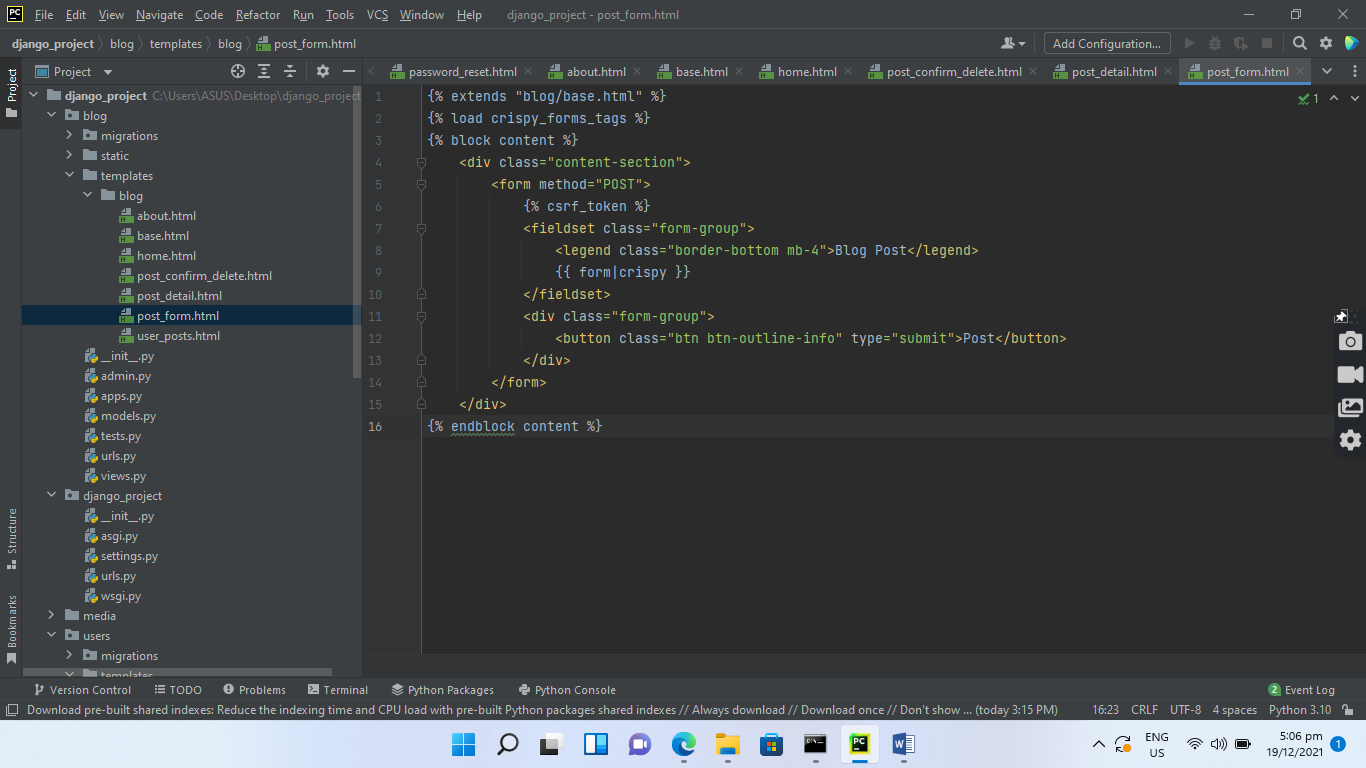 PC File Edit View Navigate Code Refactor Run Tools VCS Window Help django_project - post_form.html
django_project blog templates blog post_form.html Add Configuration...
Project password_reset.html about.html base.html home.html post_confirm_delete.html post_detail.html post_form.html
Project
Structure
Bookmarks
django_project C:\Users\ASUS\Desktop\django_project
blog
migrations
static
templates
blog
about.html
base.html
home.html
post_confirm_delete.html
post_detail.html
post_form.html
user_posts.html
__init__.py
admin.py
apps.py
models.py
tests.py
urls.py
views.py
django_project
__init__.py
asgi.py
settings.py
urls.py
wsgi.py
media
users
migrations
templates
1 {% extends "blog/base.html" %}
2 {% load crispy_forms_tags %}
3 {% block content %}
4 <div class="content-section">
5 <form method="POST">
6 {% csrf_token %}
7 <fieldset class="form-group">
8 <legend class="border-bottom mb-4">Blog Post</legend>
9 {{ form|crispy }}
10 </fieldset>
11 <div class="form-group">
12 <button class="btn btn-outline-info" type="submit">Post</button>
13 </div>
14 </form>
15 </div>
16 {% endblock content %}
1
Version Control TODO Problems Terminal Python Packages Python Console 2 Event Log
Download pre-built shared indexes: Reduce the indexing time and CPU load with pre-built Python packages shared indexes // Always download // Download once // Don't show ... (today 3:15 PM) 16:23 CRLF UTF-8 4 spaces Python 3.10
PC W ENG
US
5:06 pm
19/12/2021
1